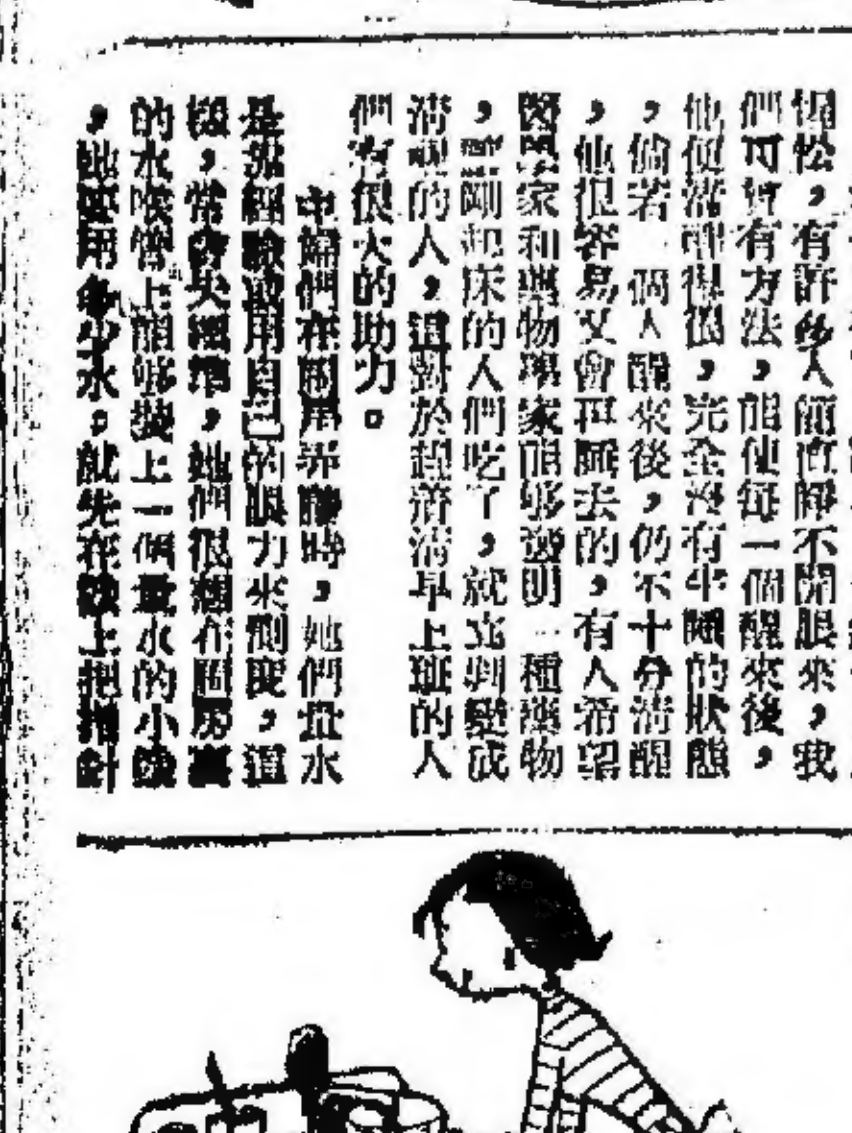 惺忪，有許多人簡直睜不開眼來，我
們可有方法，能使每一個醒來後，
他便清醒得很，完全沒有半睡的狀態
，倘若一個人醒來後，仍不十分清醒
，他很容易又會再睡去的，有人希望
醫學家和藥物學家能够發明一種藥物
，剛起床的人們吃了，就立刻變成
清醒的人，這對於趕着清早上班的人
們有很大的助力。
主婦們在廚房弄膳時，她們量水
是憑經驗或用自己的眼力來測度，這
樣，常會失準，她們很想在廚房裏
的水喉管上能够裝上一個量水的小錶
，她要用多少水，就先在錶上把指針